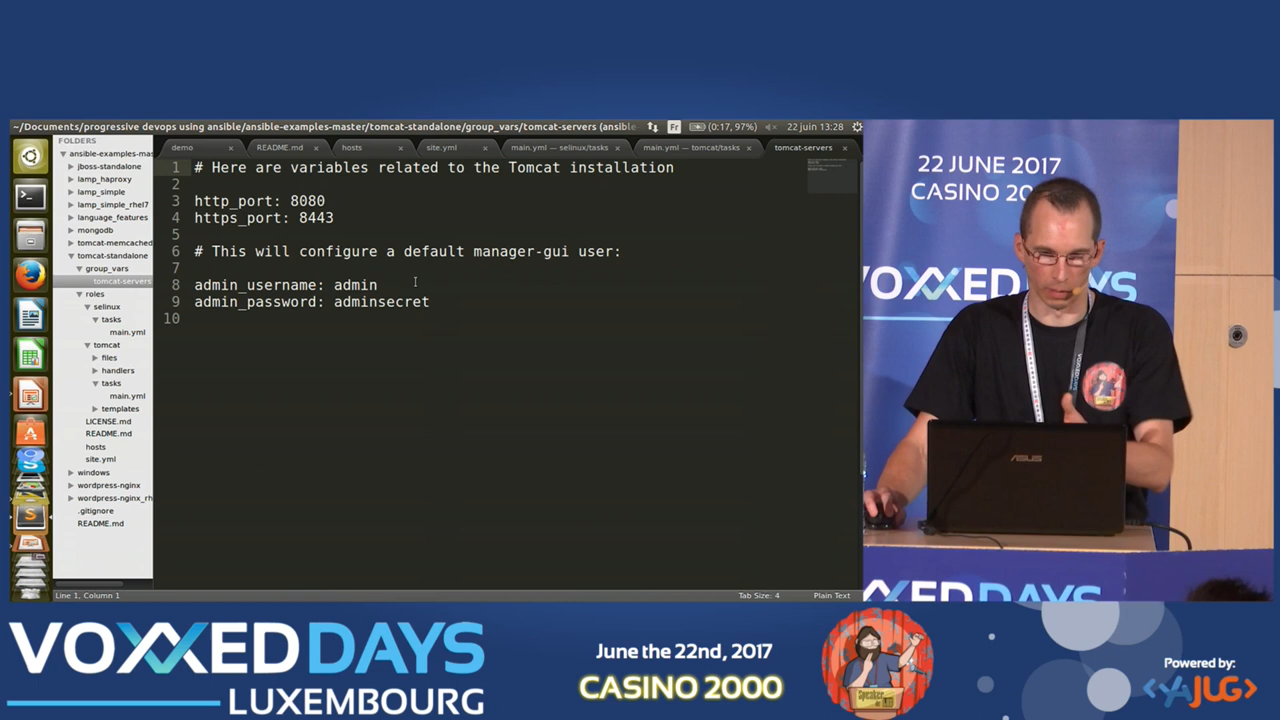 ~/Documents/progressive devops using ansible/ansible-examples-master/tomcat-standalone/group_vars/tomcat-servers (ansible
Fr
(0:17, 97%)
22 juin 13:28
FOLDERS
ansible-examples-mas
jboss-standalone
lamp_haproxy
lamp_simple
lamp_simple_rhel7
language_features
mongodb
tomcat-memcached
tomcat-standalone
group_vars
tomcat-servers
roles
selinux
tasks
main.yml
tomcat
files
handlers
tasks
main.yml
templates
LICENSE.md
README.md
hosts
site.yml
windows
wordpress-nginx
wordpress-nginx_rh
.gitignore
README.md
demo
README.md
hosts
site.yml
main.yml — selinux/tasks
main.yml — tomcat/tasks
tomcat-servers
1 # Here are variables related to the Tomcat installation
2
3 http_port: 8080
4 https_port: 8443
5
6 # This will configure a default manager-gui user:
7
8 admin_username: admin
9 admin_password: adminsecret
10
Line 1, Column 1
Tab Size: 4
Plain Text
22 JUNE 2017
CASINO 20
VOXXED
ASUS
VOXXED DAYS
VOXXED DAYS
LUXEMBOURG
June the 22nd, 2017
CASINO 2000
Speaker
Powered by:
YAJUG